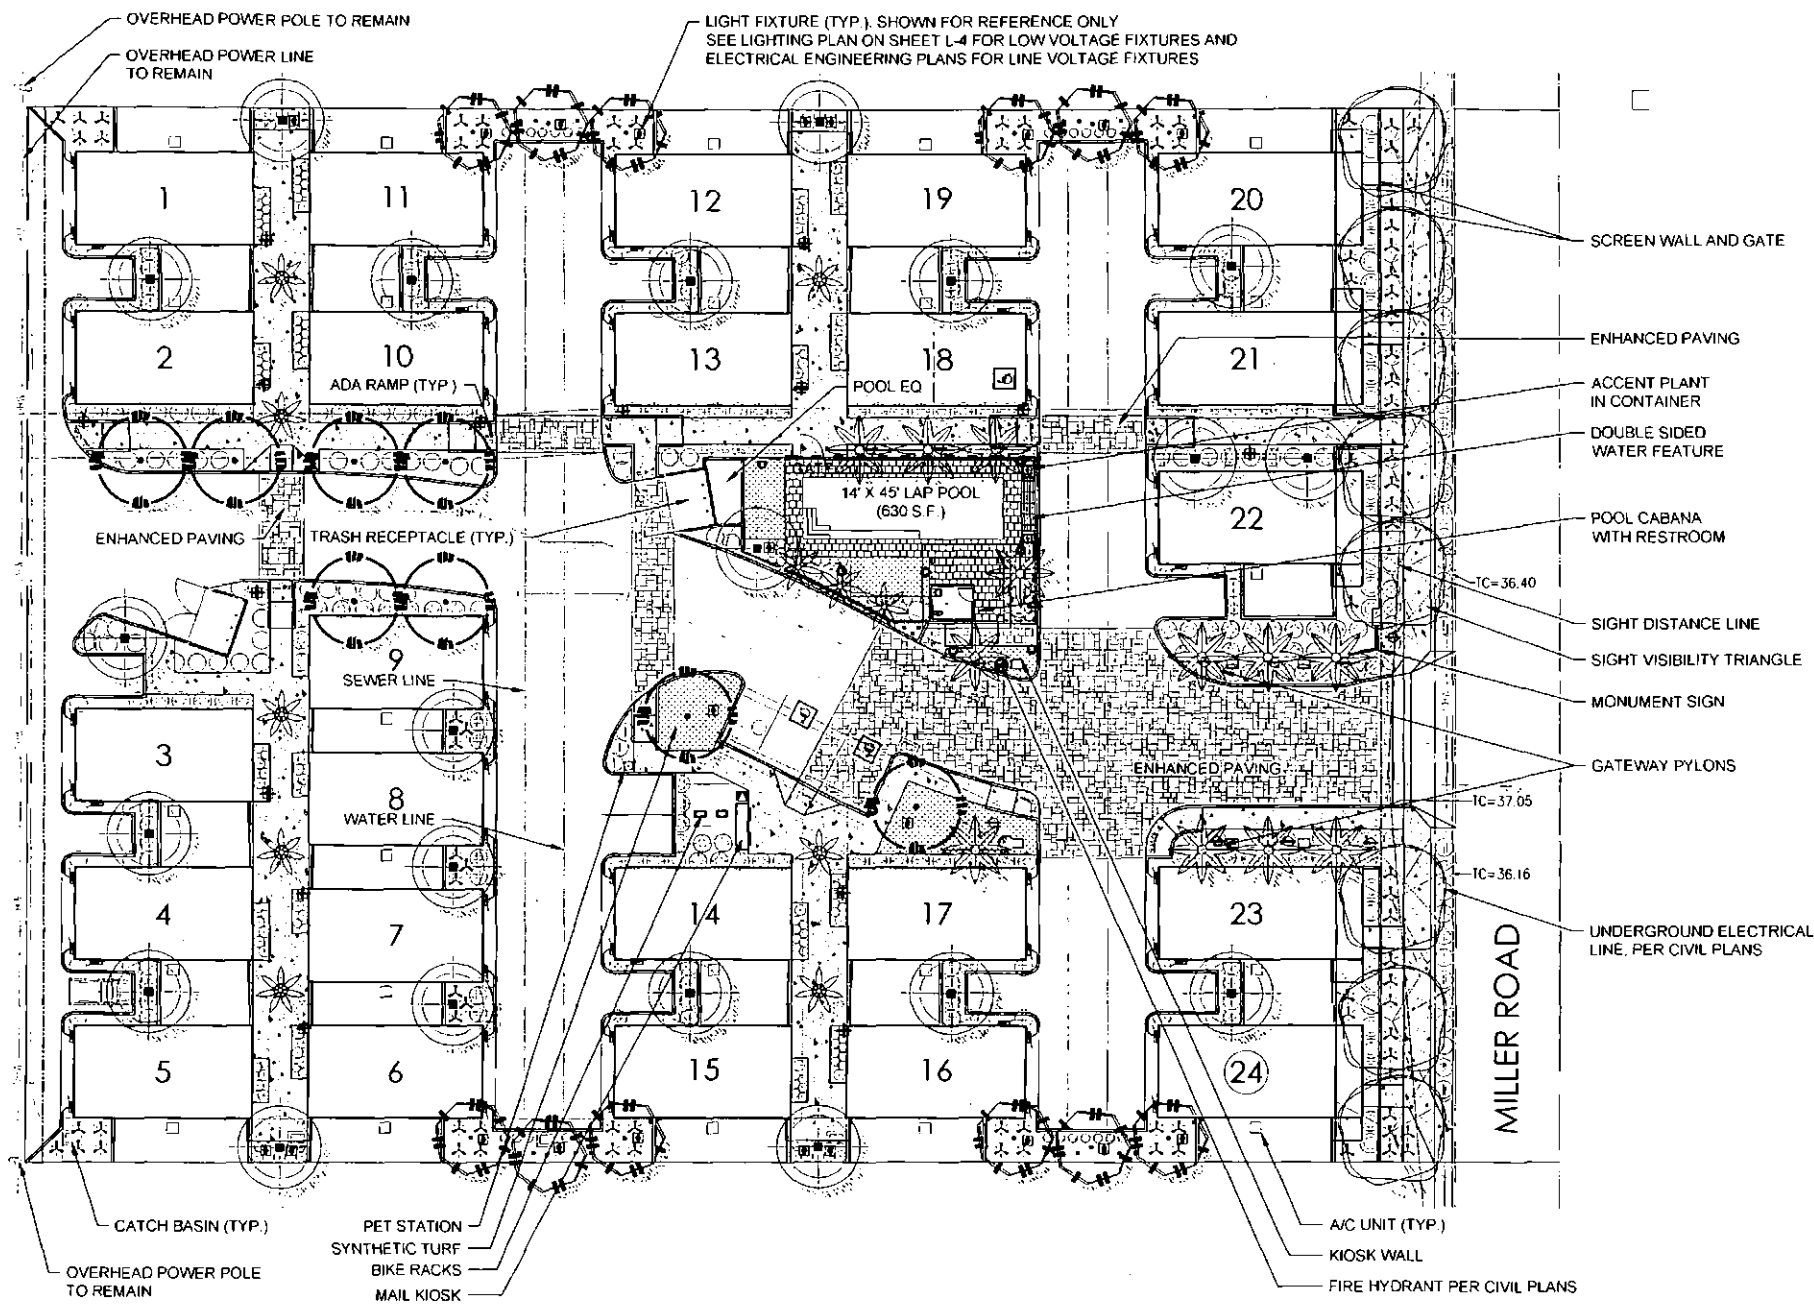 OVERHEAD POWER POLE TO REMAIN
OVERHEAD POWER LINE
TO REMAIN
LIGHT FIXTURE (TYP.). SHOWN FOR REFERENCE ONLY
SEE LIGHTING PLAN ON SHEET L-4 FOR LOW VOLTAGE FIXTURES AND
ELECTRICAL ENGINEERING PLANS FOR LINE VOLTAGE FIXTURES
1
11
12
19
20
SCREEN WALL AND GATE
2
10
13
18
21
ENHANCED PAVING
ADA RAMP (TYP.)
POOL EQ
ACCENT PLANT
IN CONTAINER
DOUBLE SIDED
WATER FEATURE
GATE
14' X 45' LAP POOL
(630 S.F.)
22
ENHANCED PAVING
TRASH RECEPTACLE (TYP.)
POOL CABANA
WITH RESTROOM
TC=36.40
SIGHT DISTANCE LINE
SIGHT VISIBILITY TRIANGLE
9
SEWER LINE
MONUMENT SIGN
3
8
WATER LINE
ENHANCED PAVING
GATEWAY PYLONS
TC=37.05
TC=36.16
4
7
14
17
23
UNDERGROUND ELECTRICAL
LINE, PER CIVIL PLANS
MILLER ROAD
5
6
15
16
24
CATCH BASIN (TYP.)
PET STATION
SYNTHETIC TURF
BIKE RACKS
MAIL KIOSK
A/C UNIT (TYP.)
KIOSK WALL
FIRE HYDRANT PER CIVIL PLANS
OVERHEAD POWER POLE
TO REMAIN